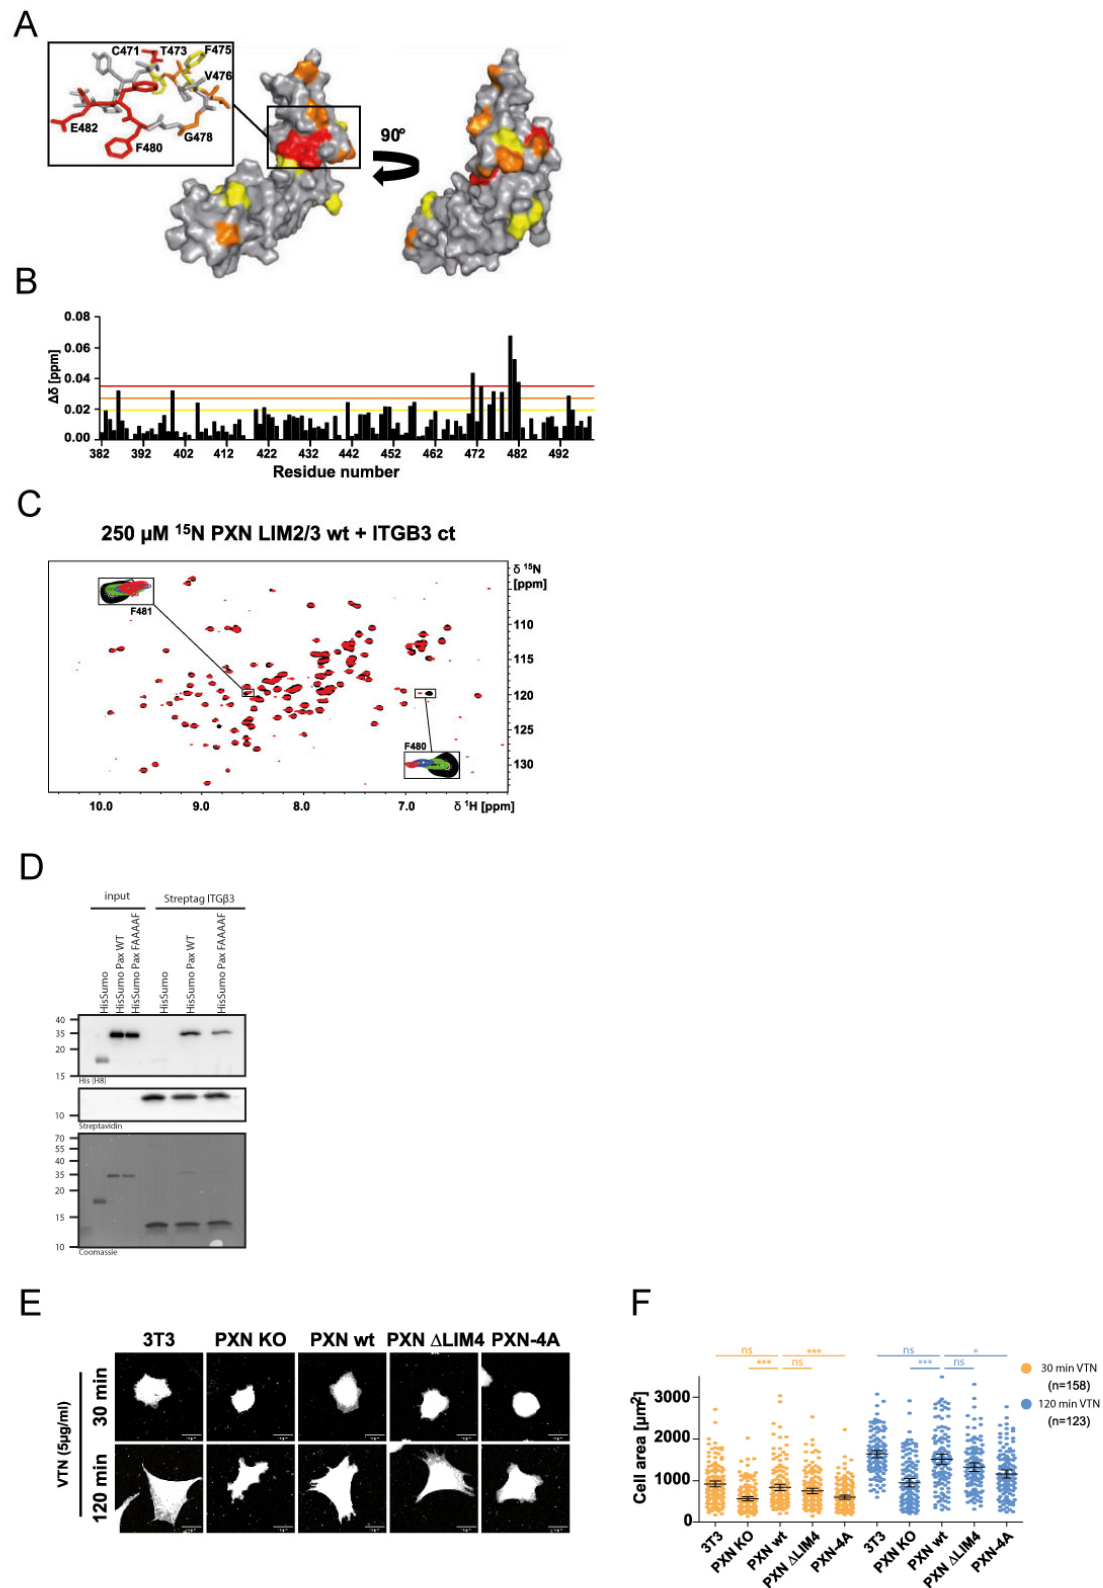 A
C471 T473 F475
V476
E482
G478
F480
90°
B
0.08
0.06
0.04
0.02
0.00
Δδ [ppm]
382 392 402 412 422 432 442 452 462 472 482 492
Residue number
C
250 µM ¹⁵N PXN LIM2/3 wt + ITGB3 ct
δ ¹⁵N
[ppm]
F481
110
115
120
125
130
F480
10.0 9.0 8.0 7.0 δ ¹H [ppm]
D
input Streptag ITGβ3
HisSumo
HisSumo Pax WT
HisSumo Pax FAAAAF
HisSumo
HisSumo Pax WT
HisSumo Pax FAAAAF
40
35
20
15
His [H8]
10
Streptavidin
70
55
40
35
20
15
10
Coomassie
E
3T3 PXN KO PXN wt PXN ΔLIM4 PXN-4A
VTN (5µg/ml)
30 min
120 min
F
ns *** ns *
*** ns *** ns
30 min VTN
(n=158)
120 min VTN
(n=123)
3000
2000
1000
0
Cell area [µm²]
3T3 PXN KO PXN wt PXN ΔLIM4 PXN-4A 3T3 PXN KO PXN wt PXN ΔLIM4 PXN-4A